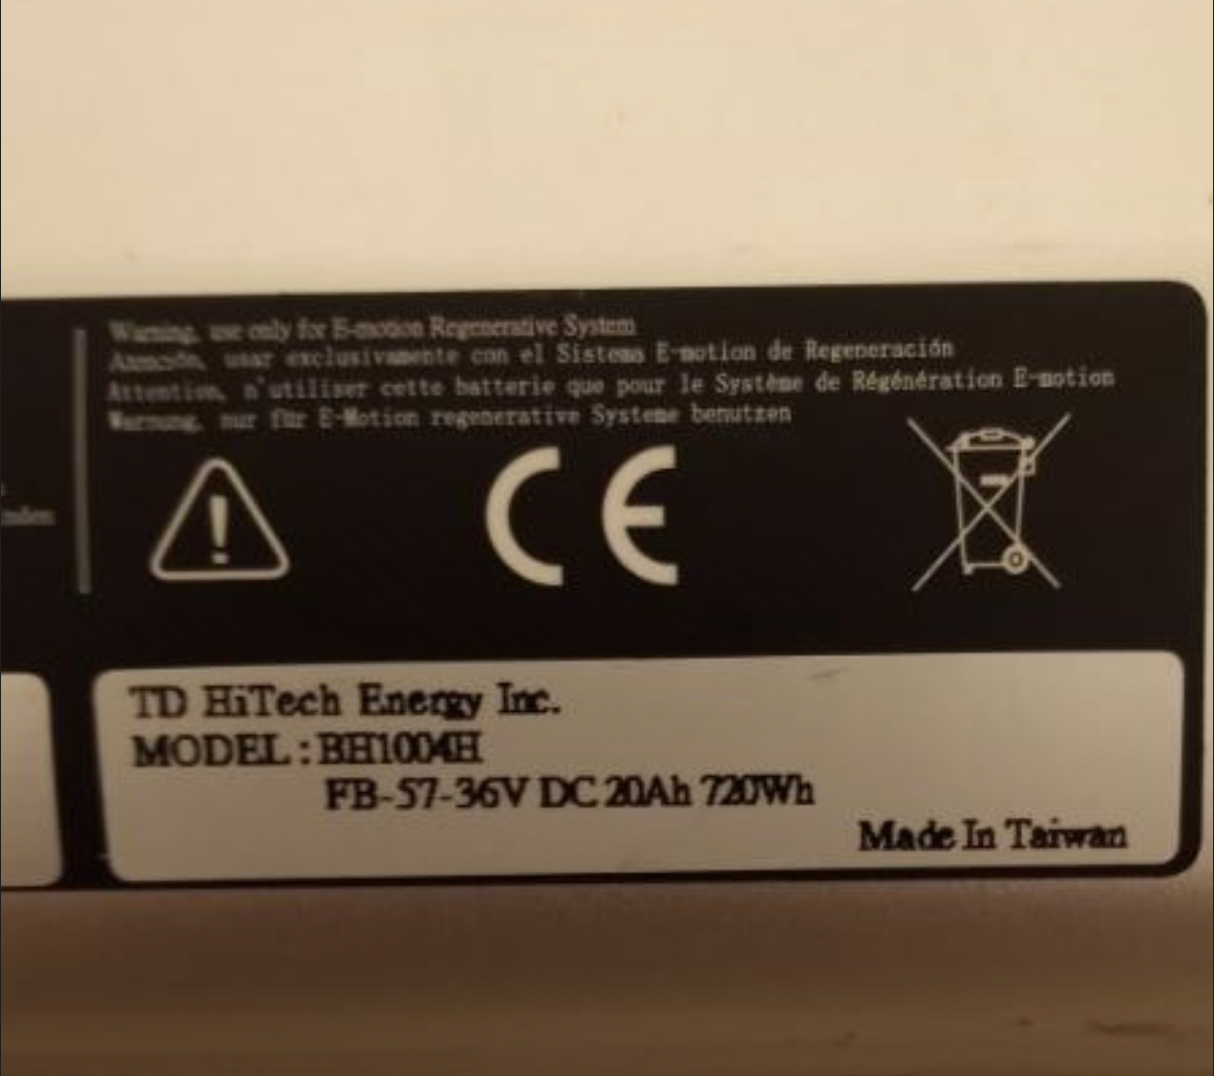 Warning, use only for E-motion Regenerative System
Atención, usar exclusivamente con el Sistema E-motion de Regeneración
Attention, n'utiliser cette batterie que pour le Système de Régénération E-motion
Warnung, nur für E-Motion regenerative Systeme benutzen
CE
TD HiTech Energy Inc.
MODEL:BH1004H
FB-57-36V DC 20Ah 720Wh
Made In Taiwan